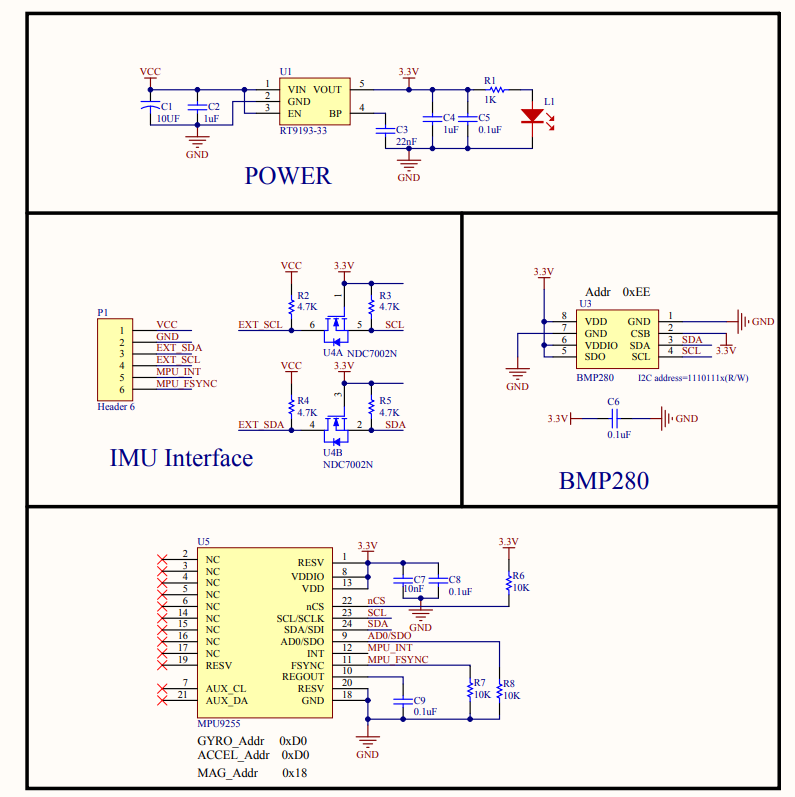 VCC
C1
10UF
C2
1uF
GND
U1
1 VIN VOUT 5
2 GND
3 EN BP 4
RT9193-33
3.3V
C3
22nF
C4
1uF
C5
0.1uF
R1
1K
L1
GND
POWER
P1
1 VCC
2 GND
3 EXT_SDA
4 EXT_SCL
5 MPU_INT
6 MPU_FSYNC
Header 6
VCC
3.3V
R2
4.7K
1
R3
4.7K
EXT_SCL 6 5 SCL
U4A NDC7002N
VCC
3.3V
R4
4.7K
3
R5
4.7K
EXT_SDA 4 2 SDA
U4B
NDC7002N
IMU Interface
3.3V
Addr 0xEE
U3
8 VDD GND 1 GND
7 GND CSB 2
6 VDDIO SDA 3 SDA
5 SDO SCL 4 SCL
3.3V
GND
BMP280 I2C address=1110111x(R/W)
C6
3.3V GND
0.1uF
BMP280
U5
2 NC
3 NC
4 NC
5 NC
6 NC
14 NC
15 NC
16 NC
17 NC
19 RESV
7 AUX_CL
21 AUX_DA
RESV 1
VDDIO 8
VDD 13
nCS 22 nCS
SCL/SCLK 23 SCL
SDA/SDI 24 SDA
AD0/SDO 9 AD0/SDO
INT 12 MPU_INT
FSYNC 11 MPU_FSYNC
REGOUT 10
RESV 20
GND 18
MPU9255
3.3V
C7
10nF
C8
0.1uF
GND
3.3V
R6
10K
R7
10K
R8
10K
C9
0.1uF
GND
GYRO_Addr 0xD0
ACCEL_Addr 0xD0
MAG_Addr 0x18